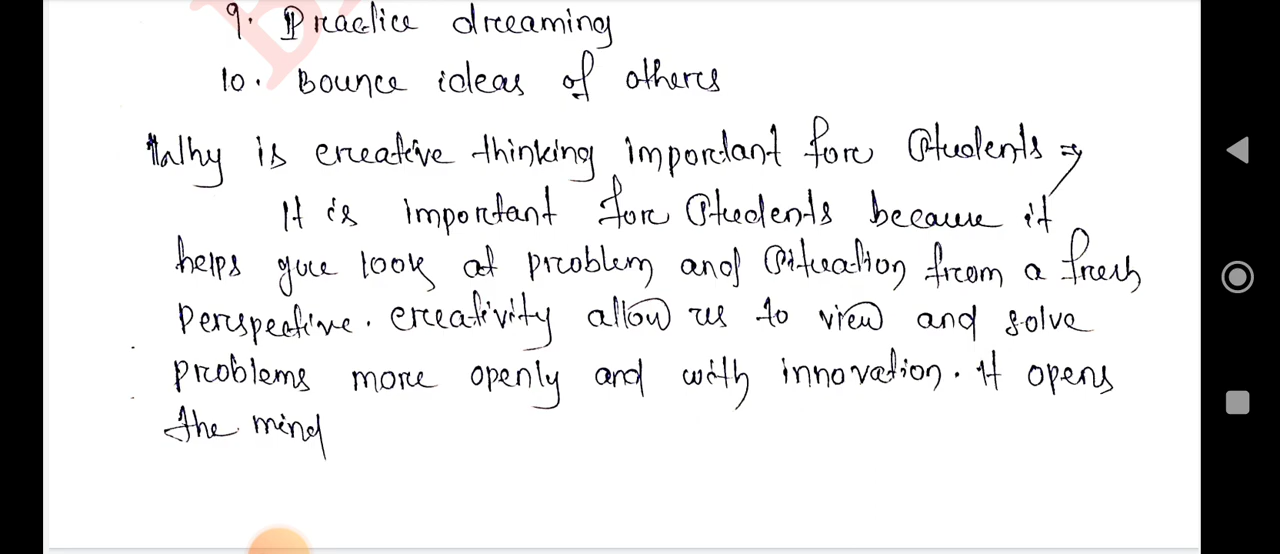 9. Practice dreaming
10. Bounce ideas of others
Why is creative thinking important for Students ⇒
It is important for Students because it
helps you look at problem and Situation from a fresh
Perspective. creativity allow us to view and solve
problems more openly and with innovation. It opens
the mind